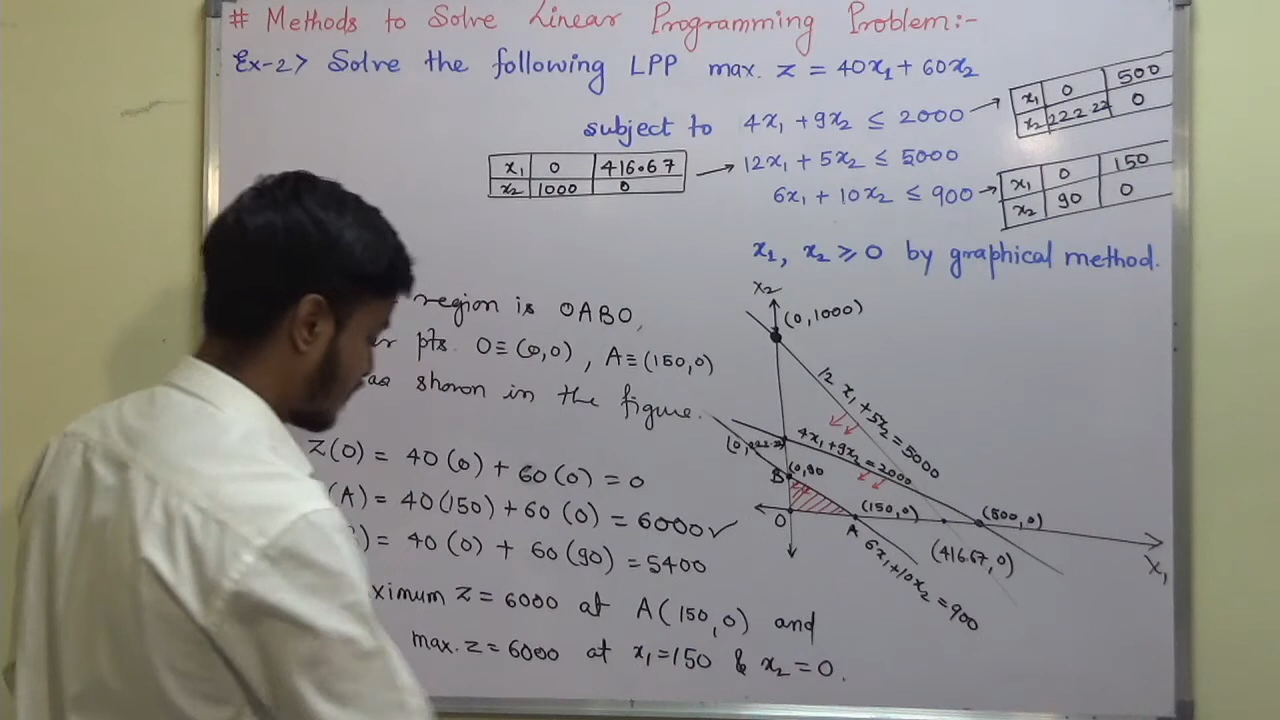 # Methods to Solve Linear Programming Problem:-
Ex-2> Solve the following LPP max. z = 40x₁ + 60x₂
subject to 4x₁ + 9x₂ ≤ 2000
x₁ 0 500
x₂ 222.22 0
12x₁ + 5x₂ ≤ 5000
x₁ 0 416.67
x₂ 1000 0
6x₁ + 10x₂ ≤ 900
x₁ 0 150
x₂ 90 0
x₁, x₂ ≥ 0 by graphical method.
region is OABO,
pts. O≡(0,0), A≡(150,0)
as shown in the figure.
Z(0) = 40(0) + 60(0) = 0
(A) = 40(150) + 60(0) = 6000 ✓
) = 40(0) + 60(90) = 5400
ximum Z = 6000 at A(150,0) and
max. z = 6000 at x₁=150 & x₂=0.
x₂
(0,1000)
12x₁+5x₂=5000
4x₁+9x₂=2000
B
(0,90
O
A
(150,0)
(500,0)
(416.67,0)
6x₁+10x₂=900
X₁